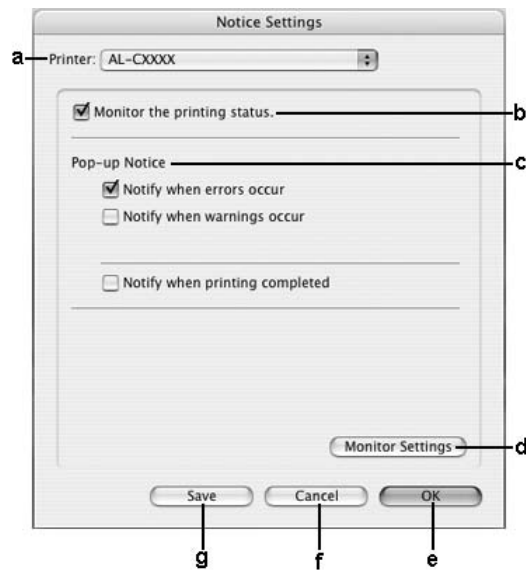 Notice Settings
a Printer: AL-CXXXX
Monitor the printing status. b
Pop-up Notice c
Notify when errors occur
Notify when warnings occur
Notify when printing completed
Monitor Settings d
Save Cancel OK
g f e